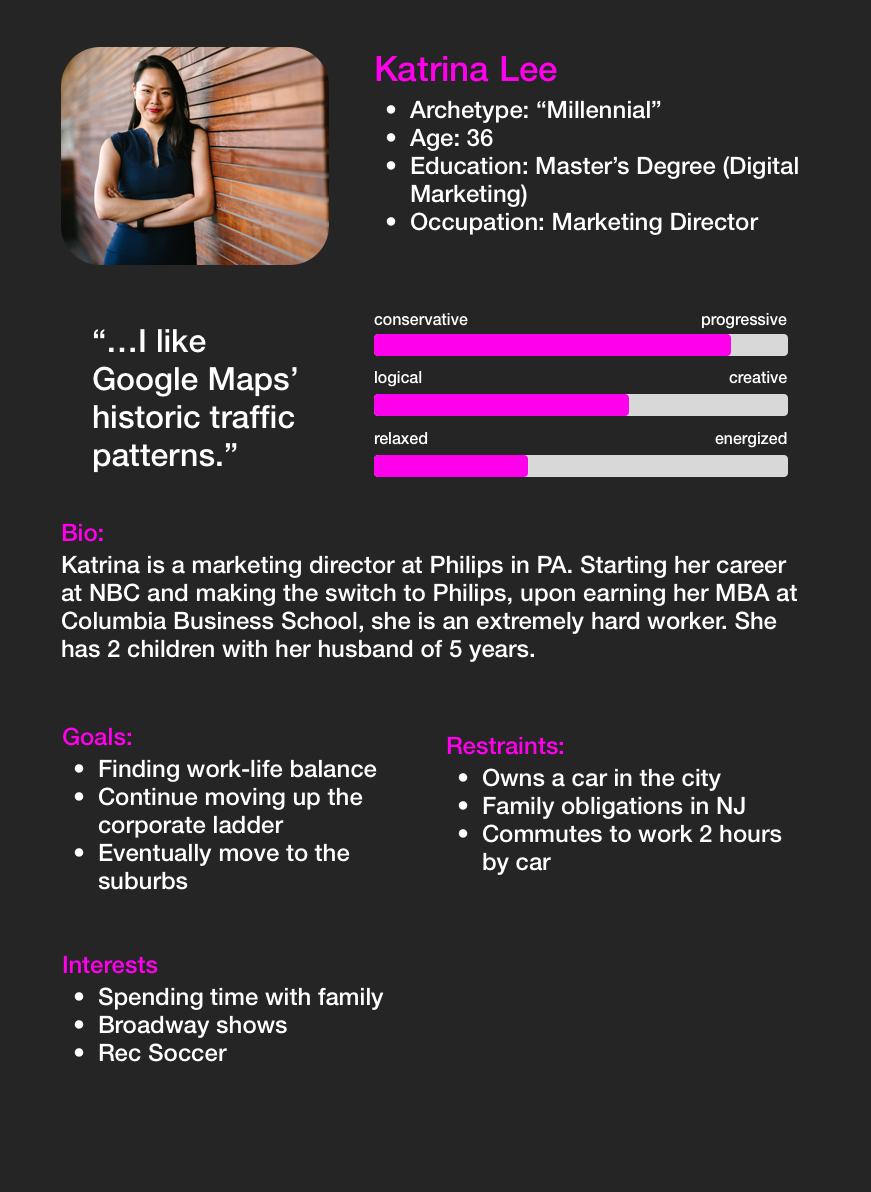 Katrina Lee
• Archetype: “Millennial”
• Age: 36
• Education: Master’s Degree (Digital
Marketing)
• Occupation: Marketing Director
“…I like
Google Maps’
historic traffic
patterns.”
conservative progressive
logical creative
relaxed energized
Bio:
Katrina is a marketing director at Philips in PA. Starting her career
at NBC and making the switch to Philips, upon earning her MBA at
Columbia Business School, she is an extremely hard worker. She
has 2 children with her husband of 5 years.
Goals:
• Finding work-life balance
• Continue moving up the
corporate ladder
• Eventually move to the
suburbs
Restraints:
• Owns a car in the city
• Family obligations in NJ
• Commutes to work 2 hours
by car
Interests
• Spending time with family
• Broadway shows
• Rec Soccer